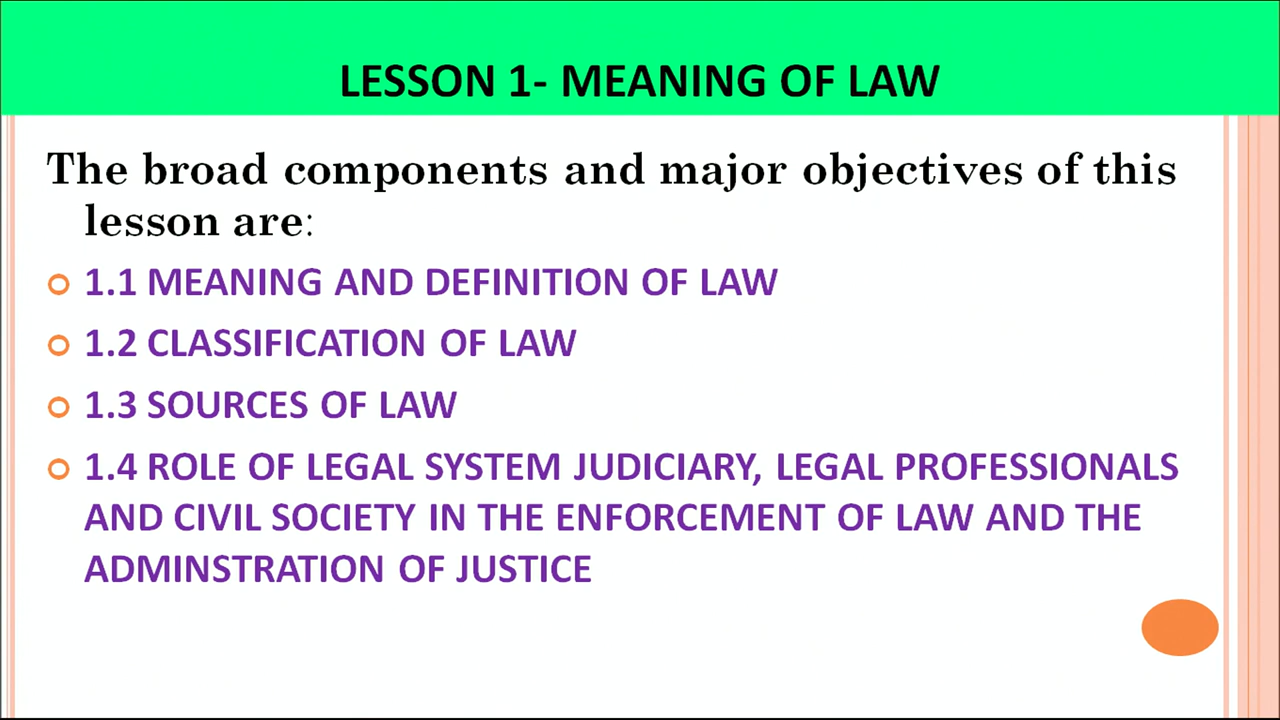 LESSON 1- MEANING OF LAW
The broad components and major objectives of this
lesson are:
1.1 MEANING AND DEFINITION OF LAW
1.2 CLASSIFICATION OF LAW
1.3 SOURCES OF LAW
1.4 ROLE OF LEGAL SYSTEM JUDICIARY, LEGAL PROFESSIONALS
AND CIVIL SOCIETY IN THE ENFORCEMENT OF LAW AND THE
ADMINSTRATION OF JUSTICE